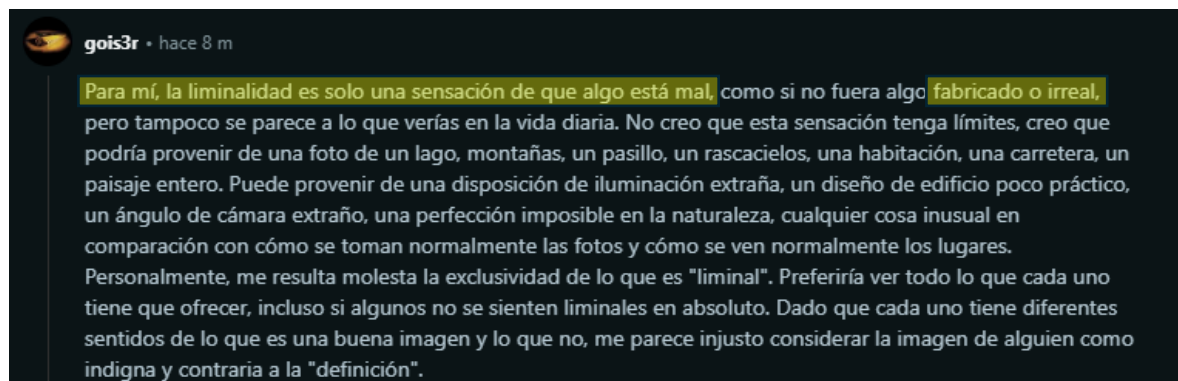 gois3r • hace 8 m
Para mí, la liminalidad es solo una sensación de que algo está mal, como si no fuera algo fabricado o irreal,
pero tampoco se parece a lo que verías en la vida diaria. No creo que esta sensación tenga límites, creo que
podría provenir de una foto de un lago, montañas, un pasillo, un rascacielos, una habitación, una carretera, un
paisaje entero. Puede provenir de una disposición de iluminación extraña, un diseño de edificio poco práctico,
un ángulo de cámara extraño, una perfección imposible en la naturaleza, cualquier cosa inusual en
comparación con cómo se toman normalmente las fotos y cómo se ven normalmente los lugares.
Personalmente, me resulta molesta la exclusividad de lo que es "liminal". Preferiría ver todo lo que cada uno
tiene que ofrecer, incluso si algunos no se sienten liminales en absoluto. Dado que cada uno tiene diferentes
sentidos de lo que es una buena imagen y lo que no, me parece injusto considerar la imagen de alguien como
indigna y contraria a la "definición".